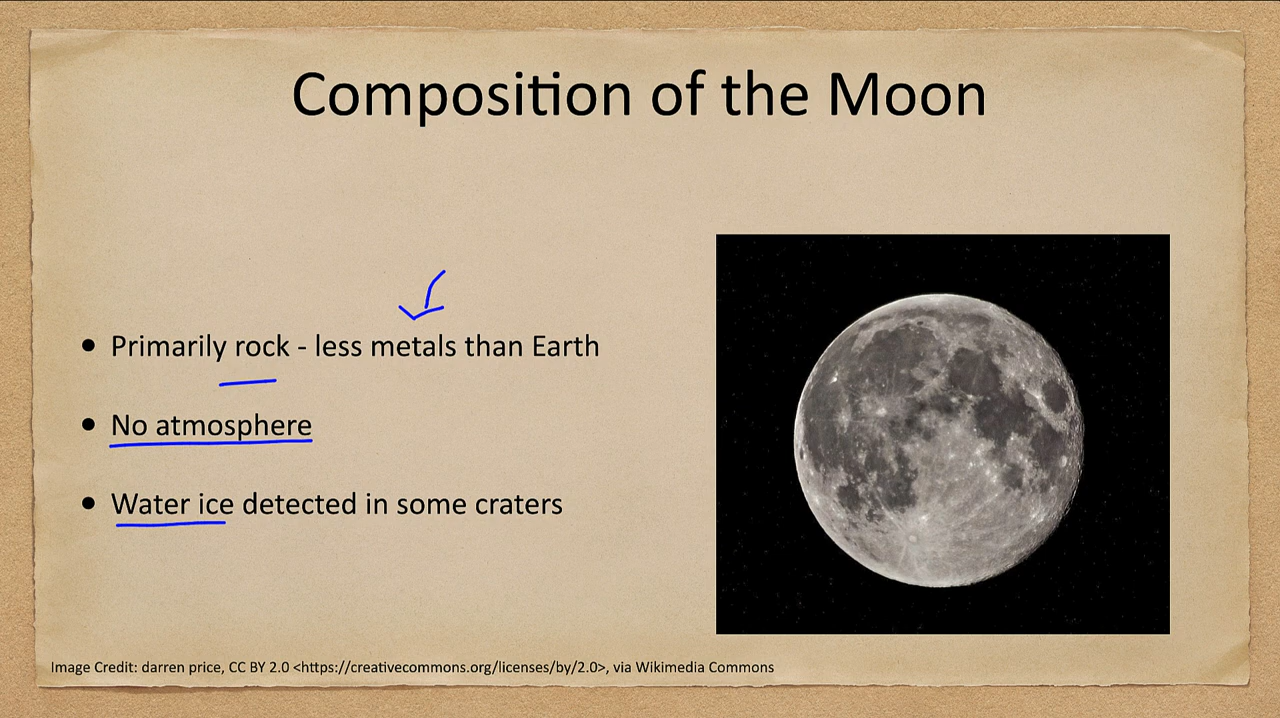 Composition of the Moon
• Primarily rock - less metals than Earth
• No atmosphere
• Water ice detected in some craters
Image Credit: darren price, CC BY 2.0 <https://creativecommons.org/licenses/by/2.0>, via Wikimedia Commons